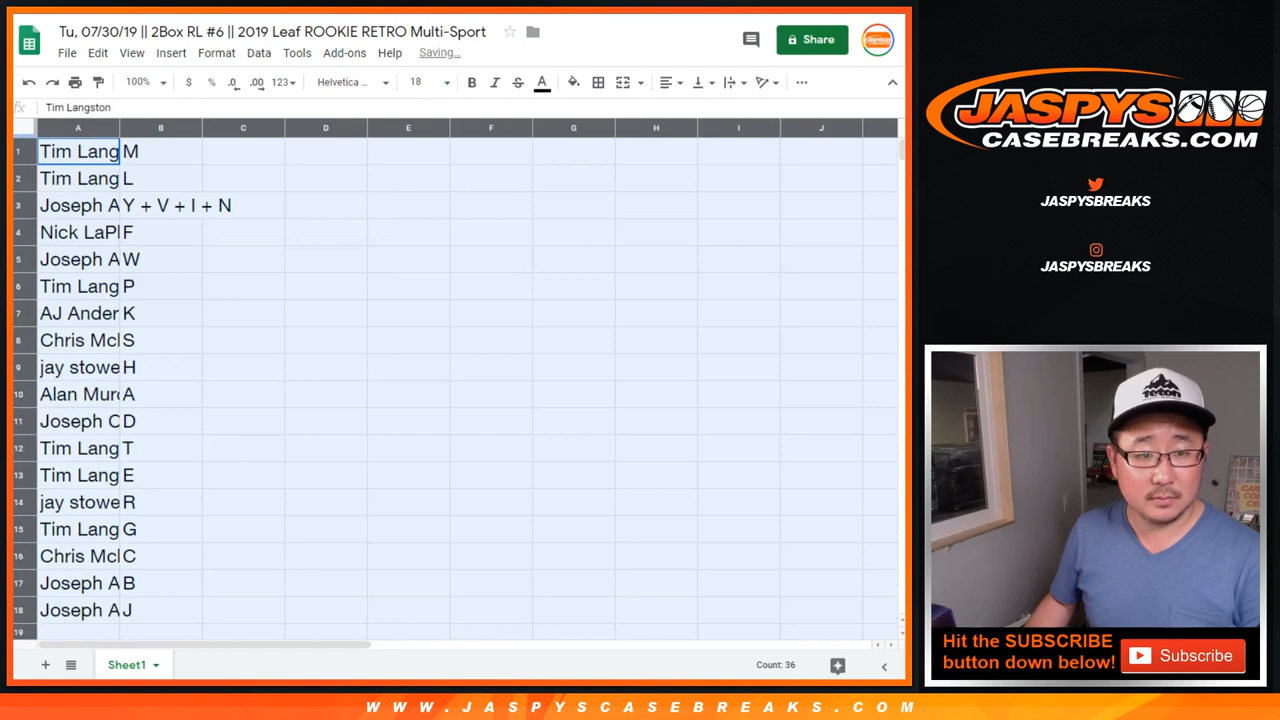 Tu, 07/30/19 || 2Box RL #6 || 2019 Leaf ROOKIE RETRO Multi-Sport
File Edit View Insert Format Data Tools Add-ons Help Saving...
Share
100% $ % .0 .00 123 Helvetica ... 18 B I S A
fx Tim Langston
A B C D E F G H I J
1 Tim Lang M
2 Tim Lang L
3 Joseph A Y + V + I + N
4 Nick LaPl F
5 Joseph A W
6 Tim Lang P
7 AJ Ander K
8 Chris Mcl S
9 jay stowe H
10 Alan Murc A
11 Joseph C D
12 Tim Lang T
13 Tim Lang E
14 jay stowe R
15 Tim Lang G
16 Chris Mcl C
17 Joseph A B
18 Joseph A J
19
Sheet1
Count: 36
JASPYS
CASEBREAKS.COM
JASPYSBREAKS
JASPYSBREAKS
Teton
Hit the SUBSCRIBE
button down below!
Subscribe
WWW.JASPYSCASEBREAKS.COM